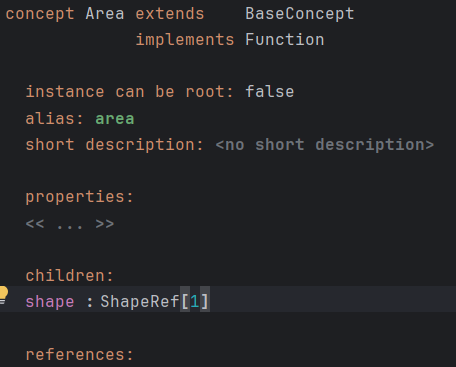 concept Area extends BaseConcept
implements Function
instance can be root: false
alias: area
short description: <no short description>
properties:
<< ... >>
children:
shape : ShapeRef[1]
references: